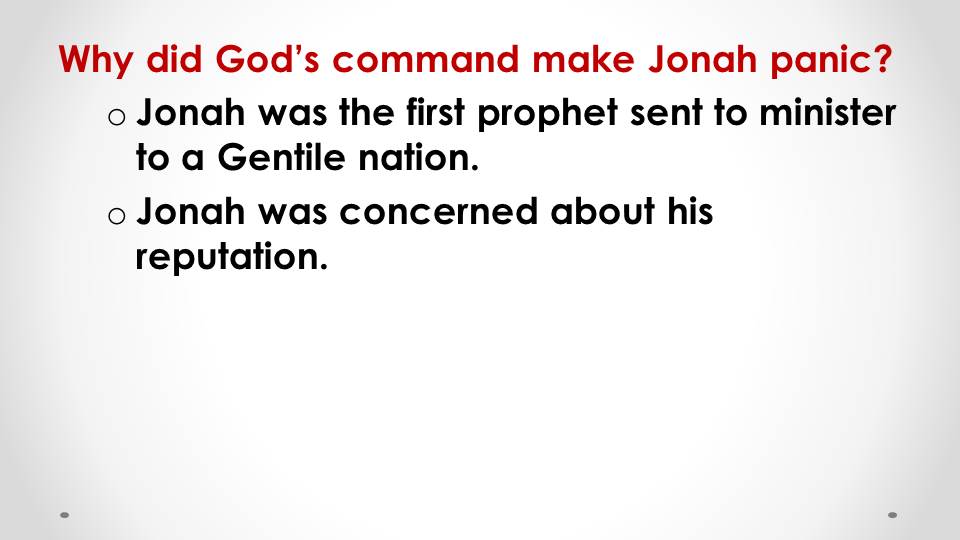 Why did God’s command make Jonah panic?
o Jonah was the first prophet sent to minister
to a Gentile nation.
o Jonah was concerned about his
reputation.